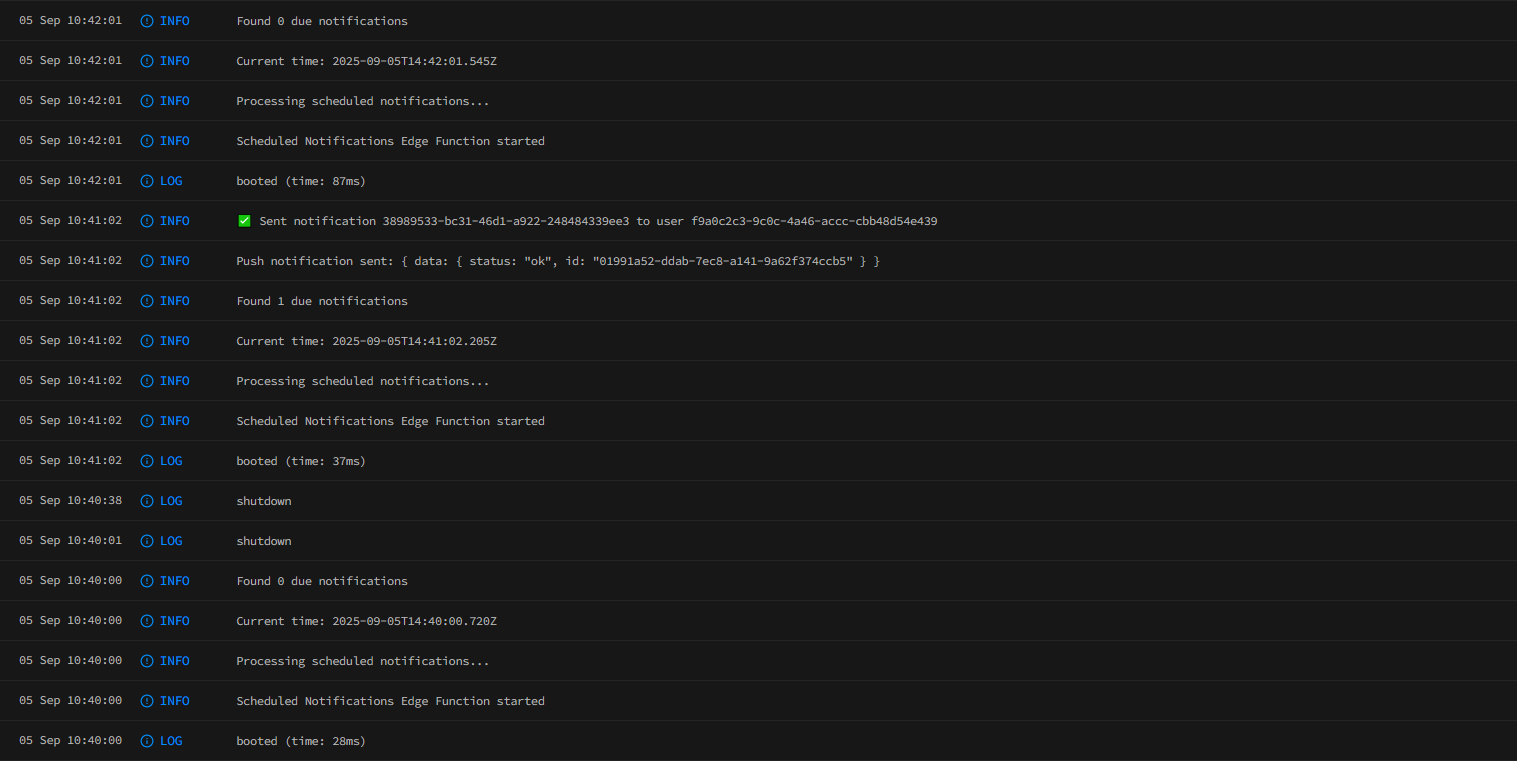 05 Sep 10:42:01 INFO Found 0 due notifications
05 Sep 10:42:01 INFO Current time: 2025-09-05T14:42:01.545Z
05 Sep 10:42:01 INFO Processing scheduled notifications...
05 Sep 10:42:01 INFO Scheduled Notifications Edge Function started
05 Sep 10:42:01 LOG booted (time: 87ms)
05 Sep 10:41:02 INFO ✅ Sent notification 38989533-bc31-46d1-a922-248484339ee3 to user f9a0c2c3-9c0c-4a46-accc-cbb48d54e439
05 Sep 10:41:02 INFO Push notification sent: { data: { status: "ok", id: "01991a52-ddab-7ec8-a141-9a62f374ccb5" } }
05 Sep 10:41:02 INFO Found 1 due notifications
05 Sep 10:41:02 INFO Current time: 2025-09-05T14:41:02.205Z
05 Sep 10:41:02 INFO Processing scheduled notifications...
05 Sep 10:41:02 INFO Scheduled Notifications Edge Function started
05 Sep 10:41:02 LOG booted (time: 37ms)
05 Sep 10:40:38 LOG shutdown
05 Sep 10:40:01 LOG shutdown
05 Sep 10:40:00 INFO Found 0 due notifications
05 Sep 10:40:00 INFO Current time: 2025-09-05T14:40:00.720Z
05 Sep 10:40:00 INFO Processing scheduled notifications...
05 Sep 10:40:00 INFO Scheduled Notifications Edge Function started
05 Sep 10:40:00 LOG booted (time: 28ms)